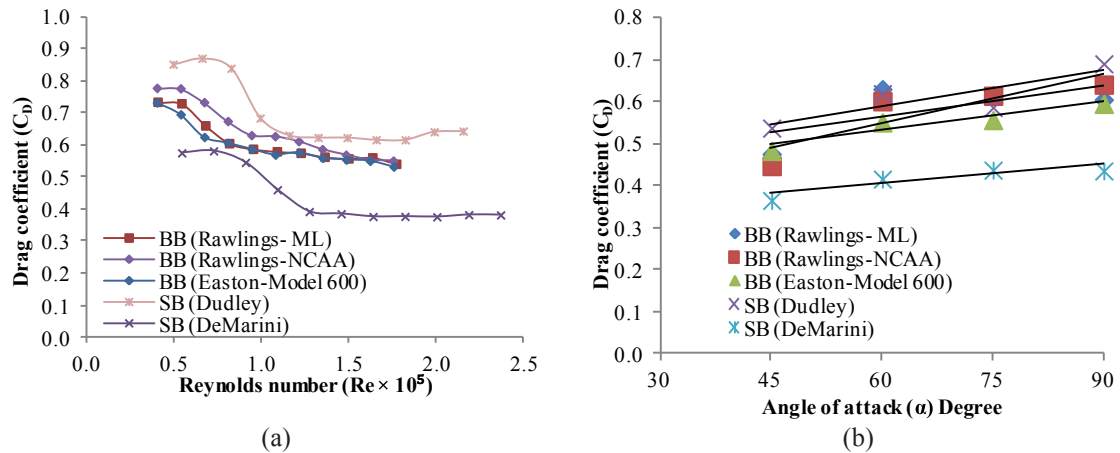 1.0
0.9
0.8
0.7
0.6
0.5
0.4
0.3
0.2
0.1
0.0
Drag coefficient (C_D)
BB (Rawlings- ML)
BB (Rawlings-NCAA)
BB (Easton-Model 600)
SB (Dudley)
SB (DeMarini)
0.0 0.5 1.0 1.5 2.0 2.5
Reynolds number (Re × 10⁵)
(a)
0.8
0.7
0.6
0.5
0.4
0.3
0.2
0.1
0.0
Drag coefficient (C_D)
BB (Rawlings- ML)
BB (Rawlings-NCAA)
BB (Easton-Model 600)
SB (Dudley)
SB (DeMarini)
30 45 60 75 90
Angle of attack (α) Degree
(b)